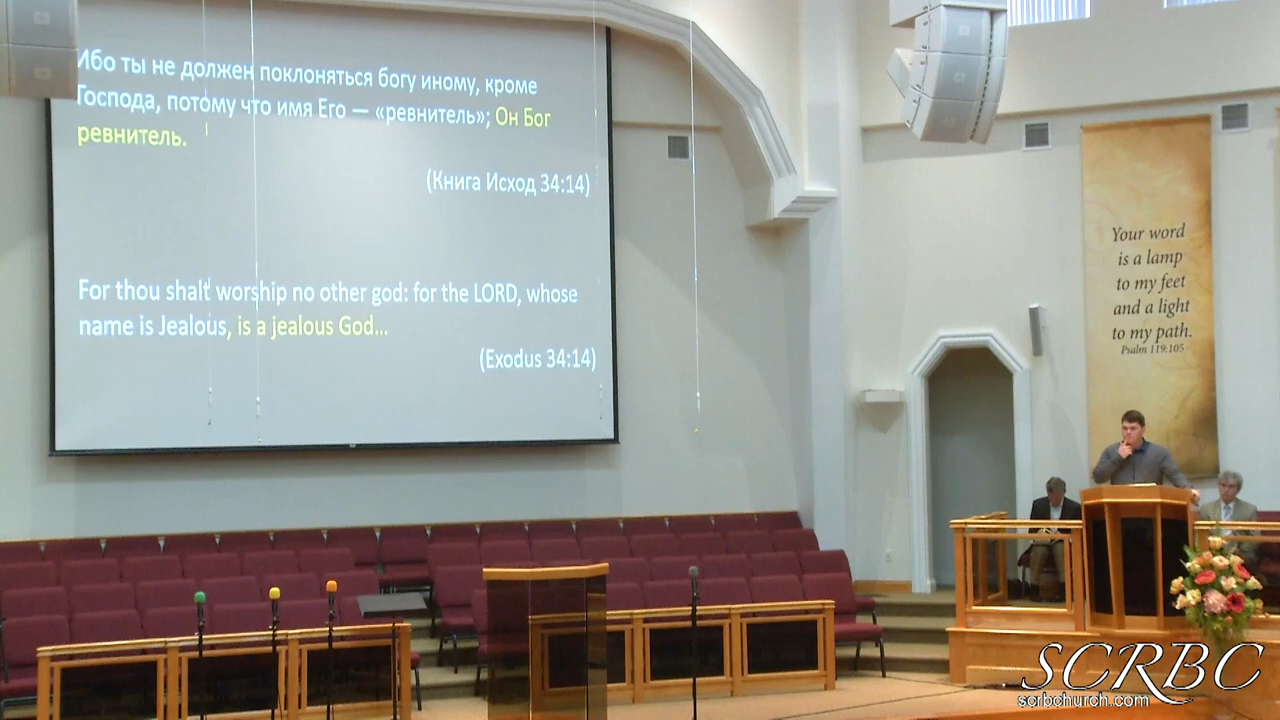 Ибо ты не должен поклоняться богу иному, кроме
Господа, потому что имя Его — «ревнитель»; Он Бог
ревнитель.
(Книга Исход 34:14)
For thou shalt worship no other god: for the LORD, whose
name is Jealous, is a jealous God...
(Exodus 34:14)
Your word
is a lamp
to my feet
and a light
to my path.
Psalm 119:105
SCRBC
scrbchurch.com